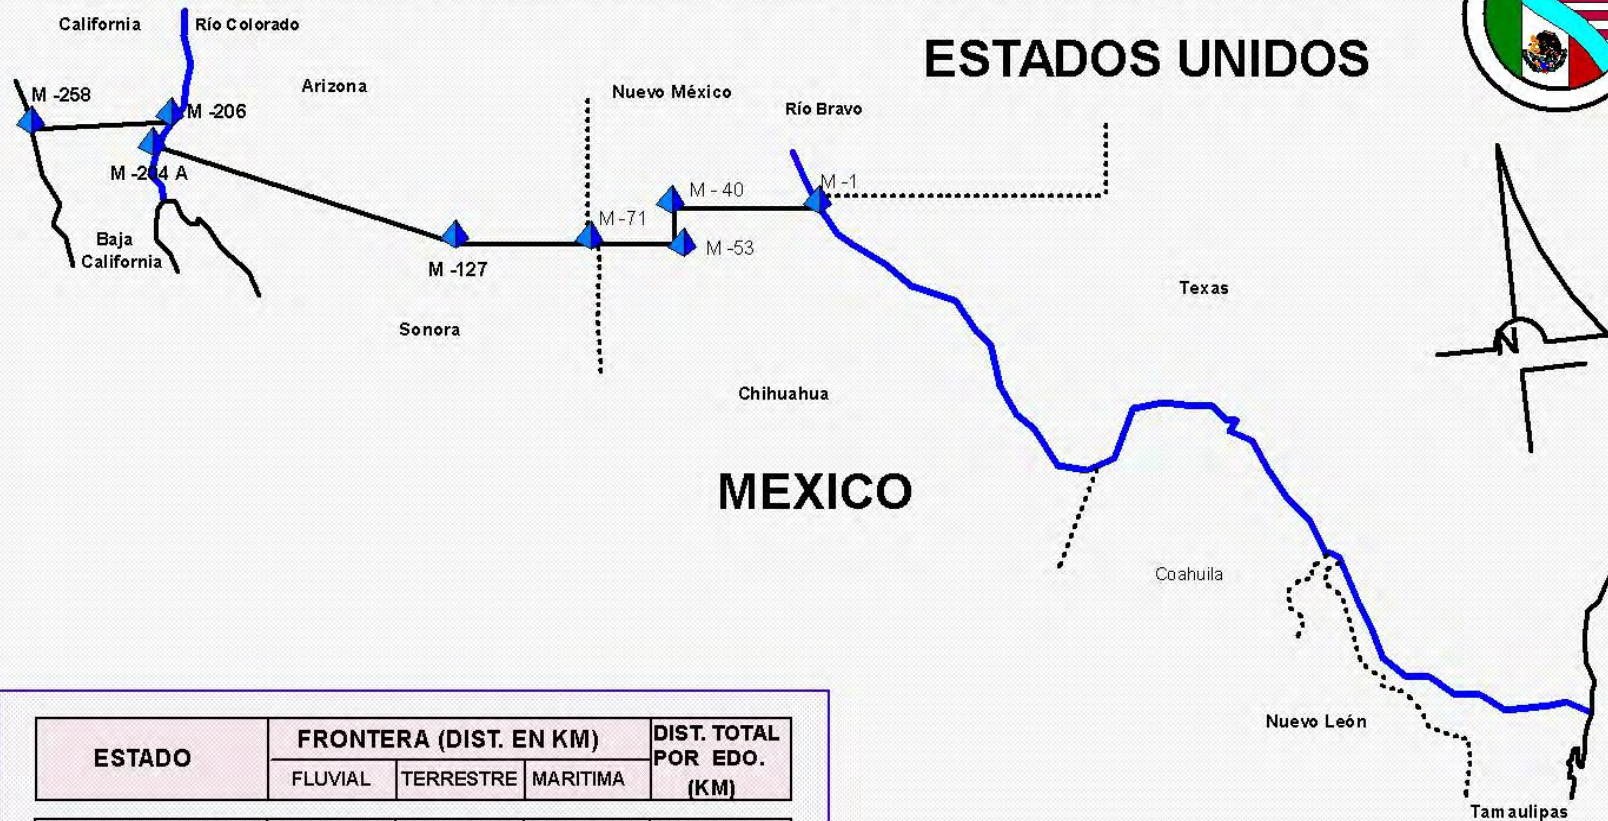 California
Río Colorado
ESTADOS UNIDOS
Arizona
Nuevo México
M -258
Río Bravo
M -206
M -204 A
M - 40
M -1
M -71
M -53
Baja
California
M -127
Texas
Sonora
N
Chihuahua
MEXICO
Coahuila
Nuevo León
Tamaulipas
ESTADO
FRONTERA (DIST. EN KM)
DIST. TOTAL
POR EDO.
(KM)
FLUVIAL
TERRESTRE
MARITIMA